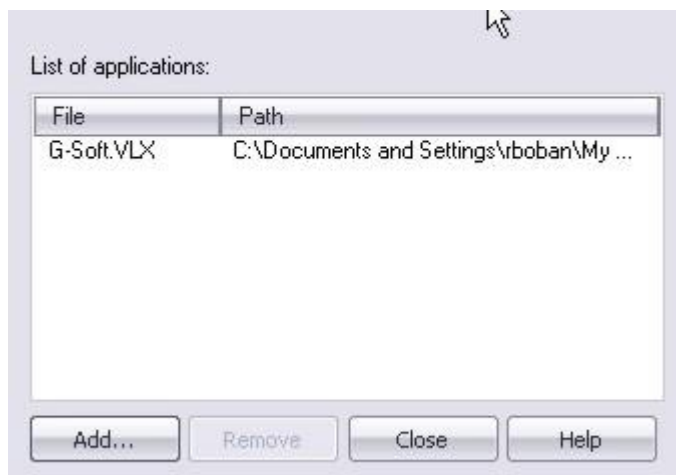 List of applications:
File Path
G-Soft.VLX C:\Documents and Settings\rboban\My ...
Add... Remove Close Help